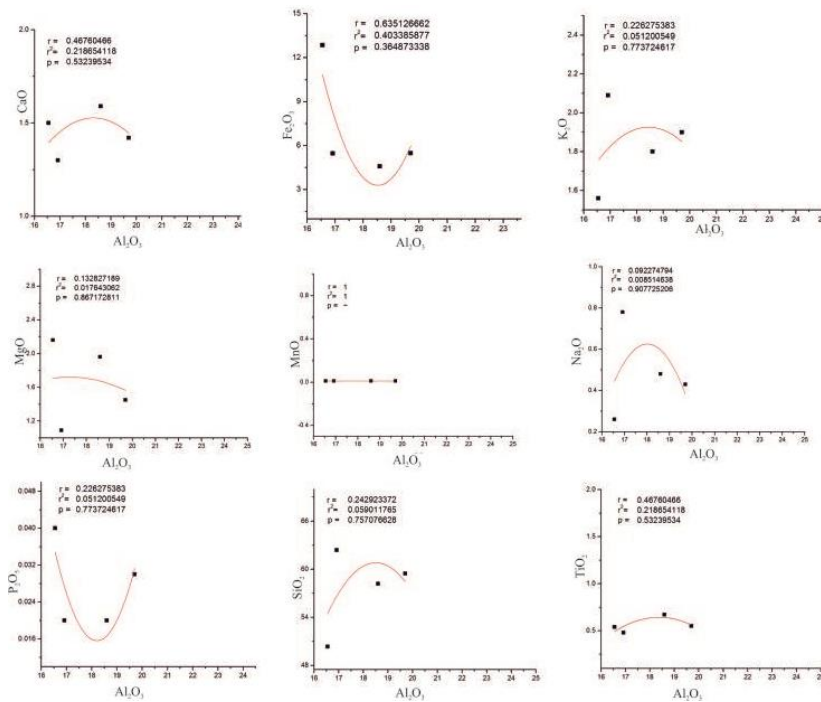 r = 0.46760466
r²= 0.218654118
p = 0.53239534
CaO
2.0
1.5
1.0
16 17 18 19 20 21 22 23 24
Al₂O₃
r = 0.635126662
r²= 0.403385877
p = 0.364873338
Fe₂O₃
15
12
9
6
3
16 17 18 19 20 21 22 23
Al₂O₃
r = 0.226275383
r²= 0.051200549
p = 0.773724617
K₂O
2.4
2.2
2.0
1.8
1.6
16 17 18 19 20 21 22 23 24 25
Al₂O₃
r = 0.132827189
r²= 0.017643062
p = 0.867172811
MgO
2.8
2.4
2.0
1.6
1.2
16 17 18 19 20 21 22 23 24 25
Al₂O₃
r = 1
r²= 1
p = –
MnO
0.8
0.4
0.0
-0.4
16 17 18 19 20 21 22 23 24 25
Al₂O₃
r = 0.092274794
r²= 0.008514638
p = 0.907725206
Na₂O
1.0
0.8
0.6
0.4
0.2
16 17 18 19 20 21 22 23 24 25
Al₂O₃
r = 0.226275383
r²= 0.051200549
p = 0.773724617
P₂O₅
0.048
0.040
0.032
0.024
0.016
16 17 18 19 20 21 22 23 24
Al₂O₃
r = 0.242923372
r²= 0.059011765
p = 0.757076628
SiO₂
66
60
54
48
16 17 18 19 20 21 22 23 24 25
Al₂O₃
r = 0.46760466
r²= 0.218654118
p = 0.53239534
TiO₂
2.0
1.5
1.0
0.5
16 17 18 19 20 21 22 23 24 25
Al₂O₃